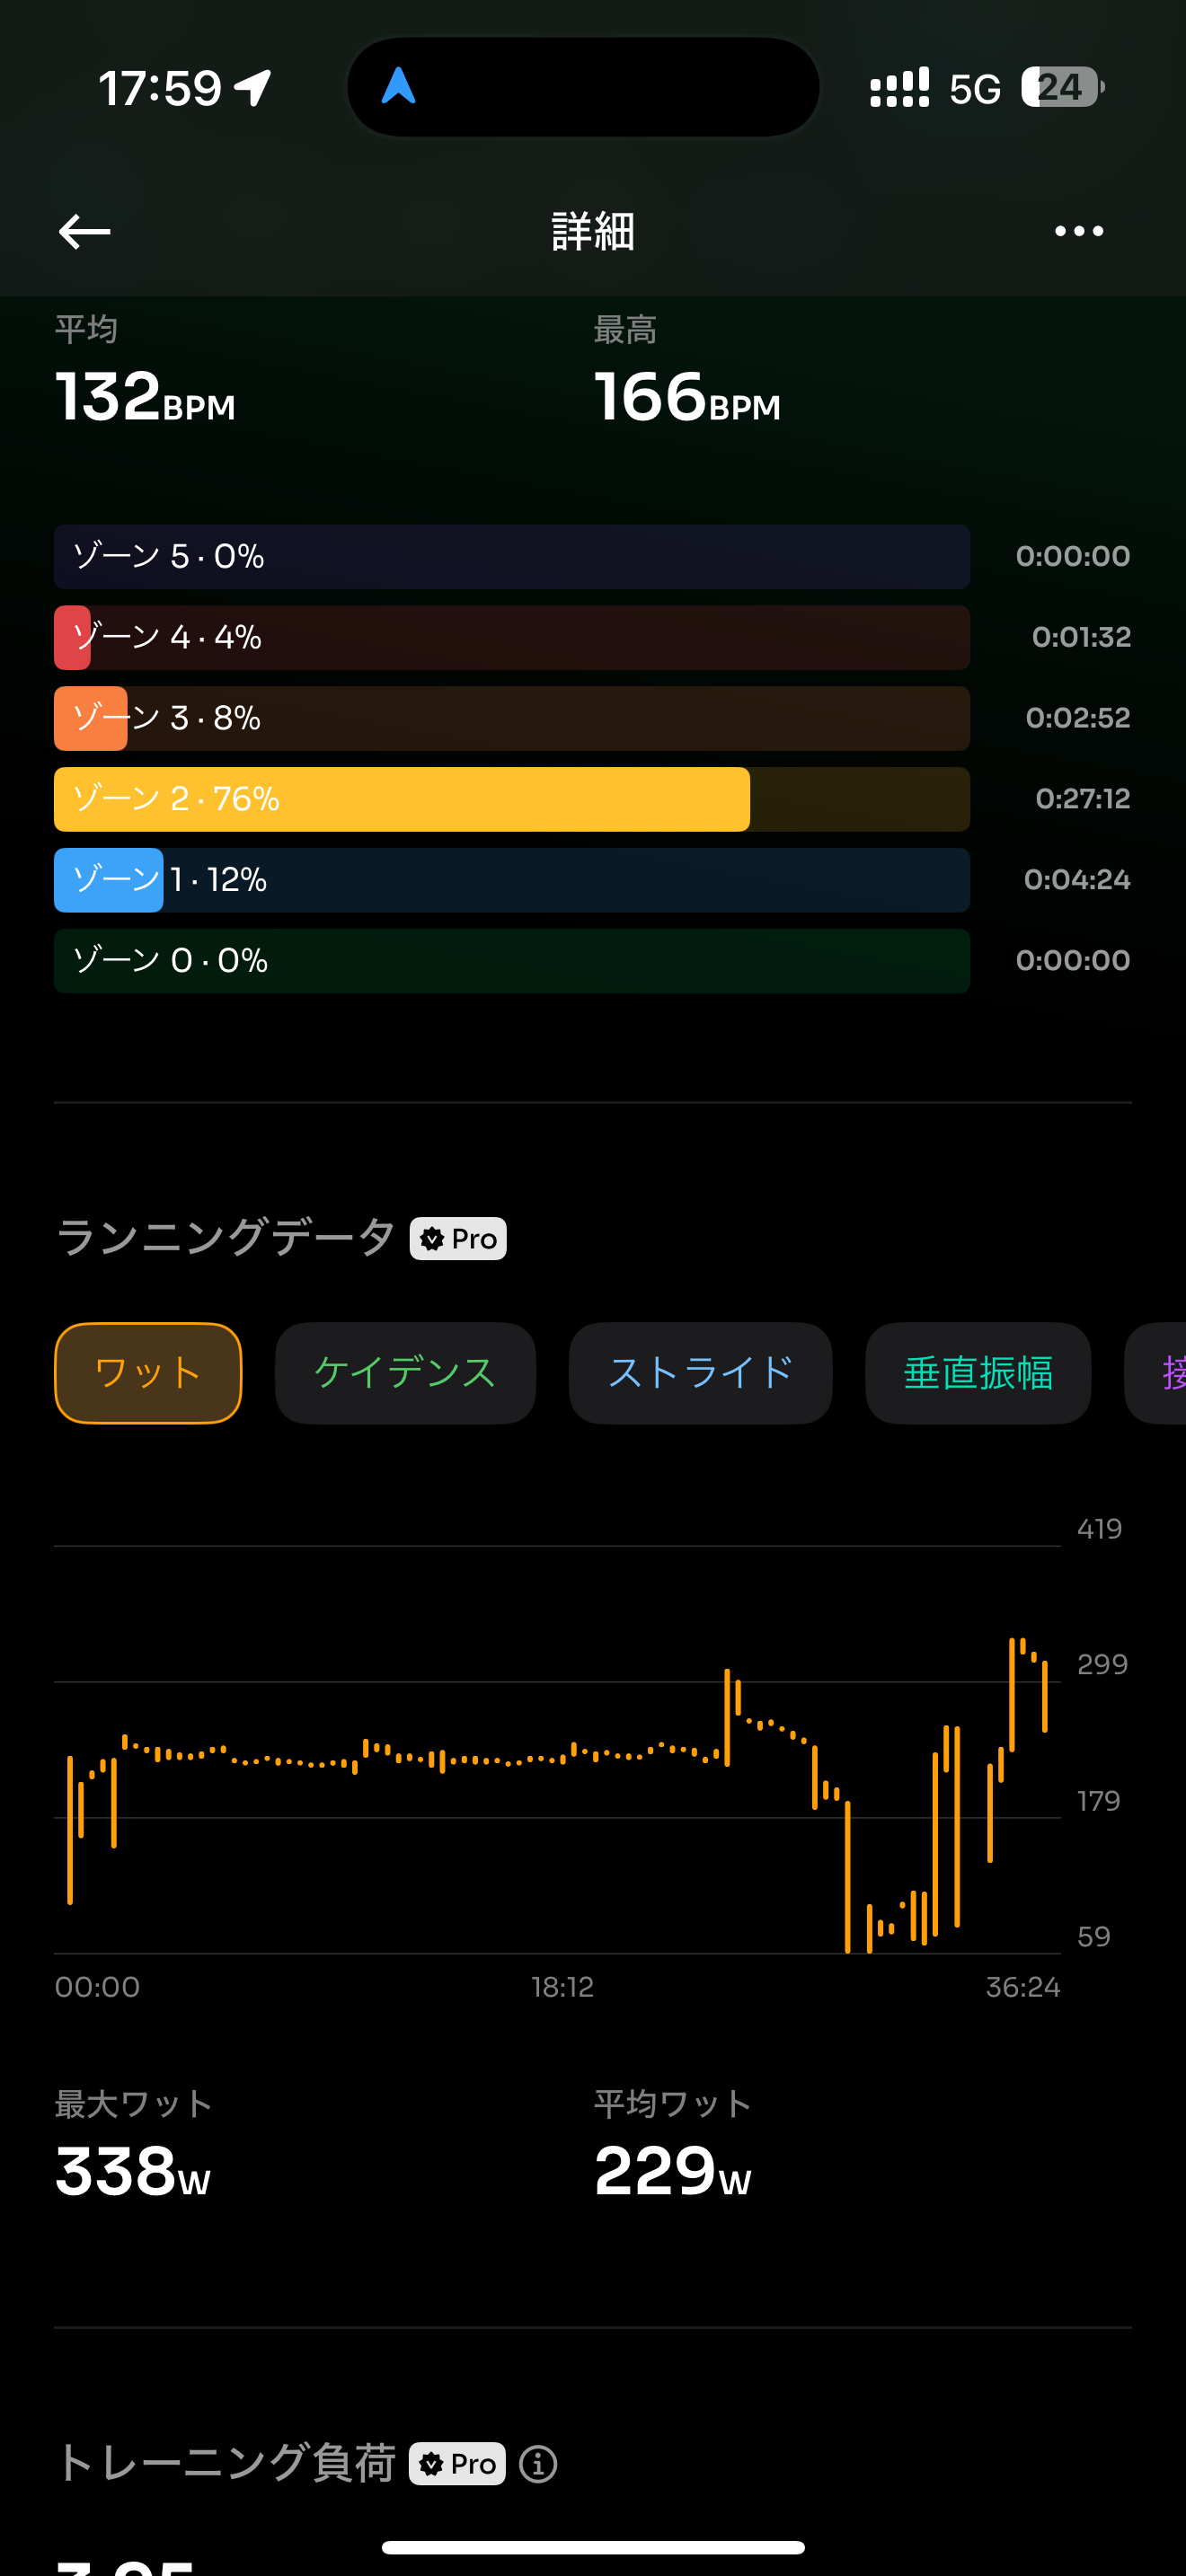 17:59 5G 24
詳細
平均 最高
132BPM 166BPM
ゾーン 5 · 0% 0:00:00
ゾーン 4 · 4% 0:01:32
ゾーン 3 · 8% 0:02:52
ゾーン 2 · 76% 0:27:12
ゾーン 1 · 12% 0:04:24
ゾーン 0 · 0% 0:00:00
ランニングデータ Pro
ワット ケイデンス ストライド 垂直振幅 接
419
299
179
59
00:00 18:12 36:24
最大ワット 平均ワット
338W 229W
トレーニング負荷 Pro